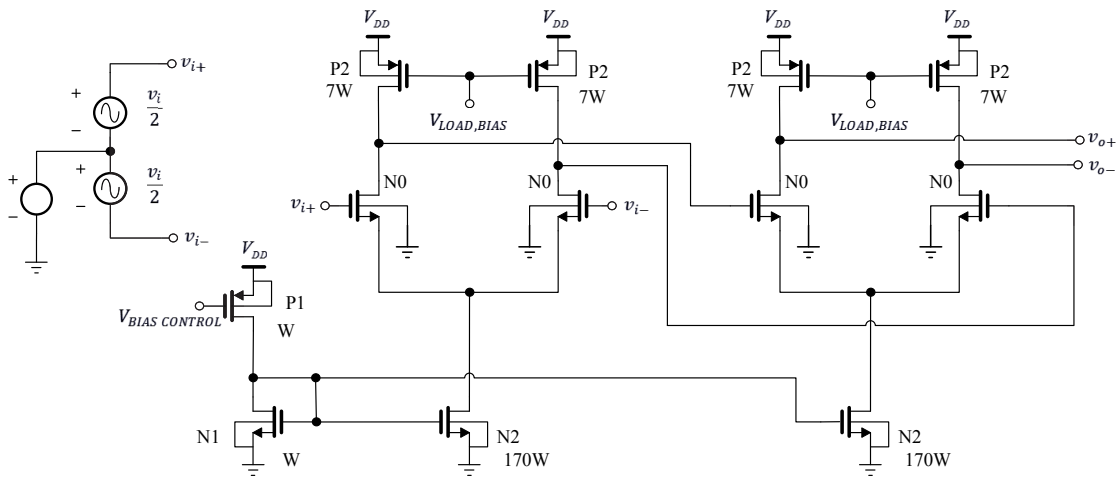 V_DD V_DD V_DD V_DD
v_i+
P2 P2 P2 P2
7W 7W 7W 7W
+ v_i/2 −
V_LOAD,BIAS V_LOAD,BIAS
v_o+
+ + v_i/2
v_o−
N0 N0 N0 N0
− −
v_i+ v_i−
v_i−
V_DD
P1
V_BIAS CONTROL
W
N1 N2 N2
W 170W 170W